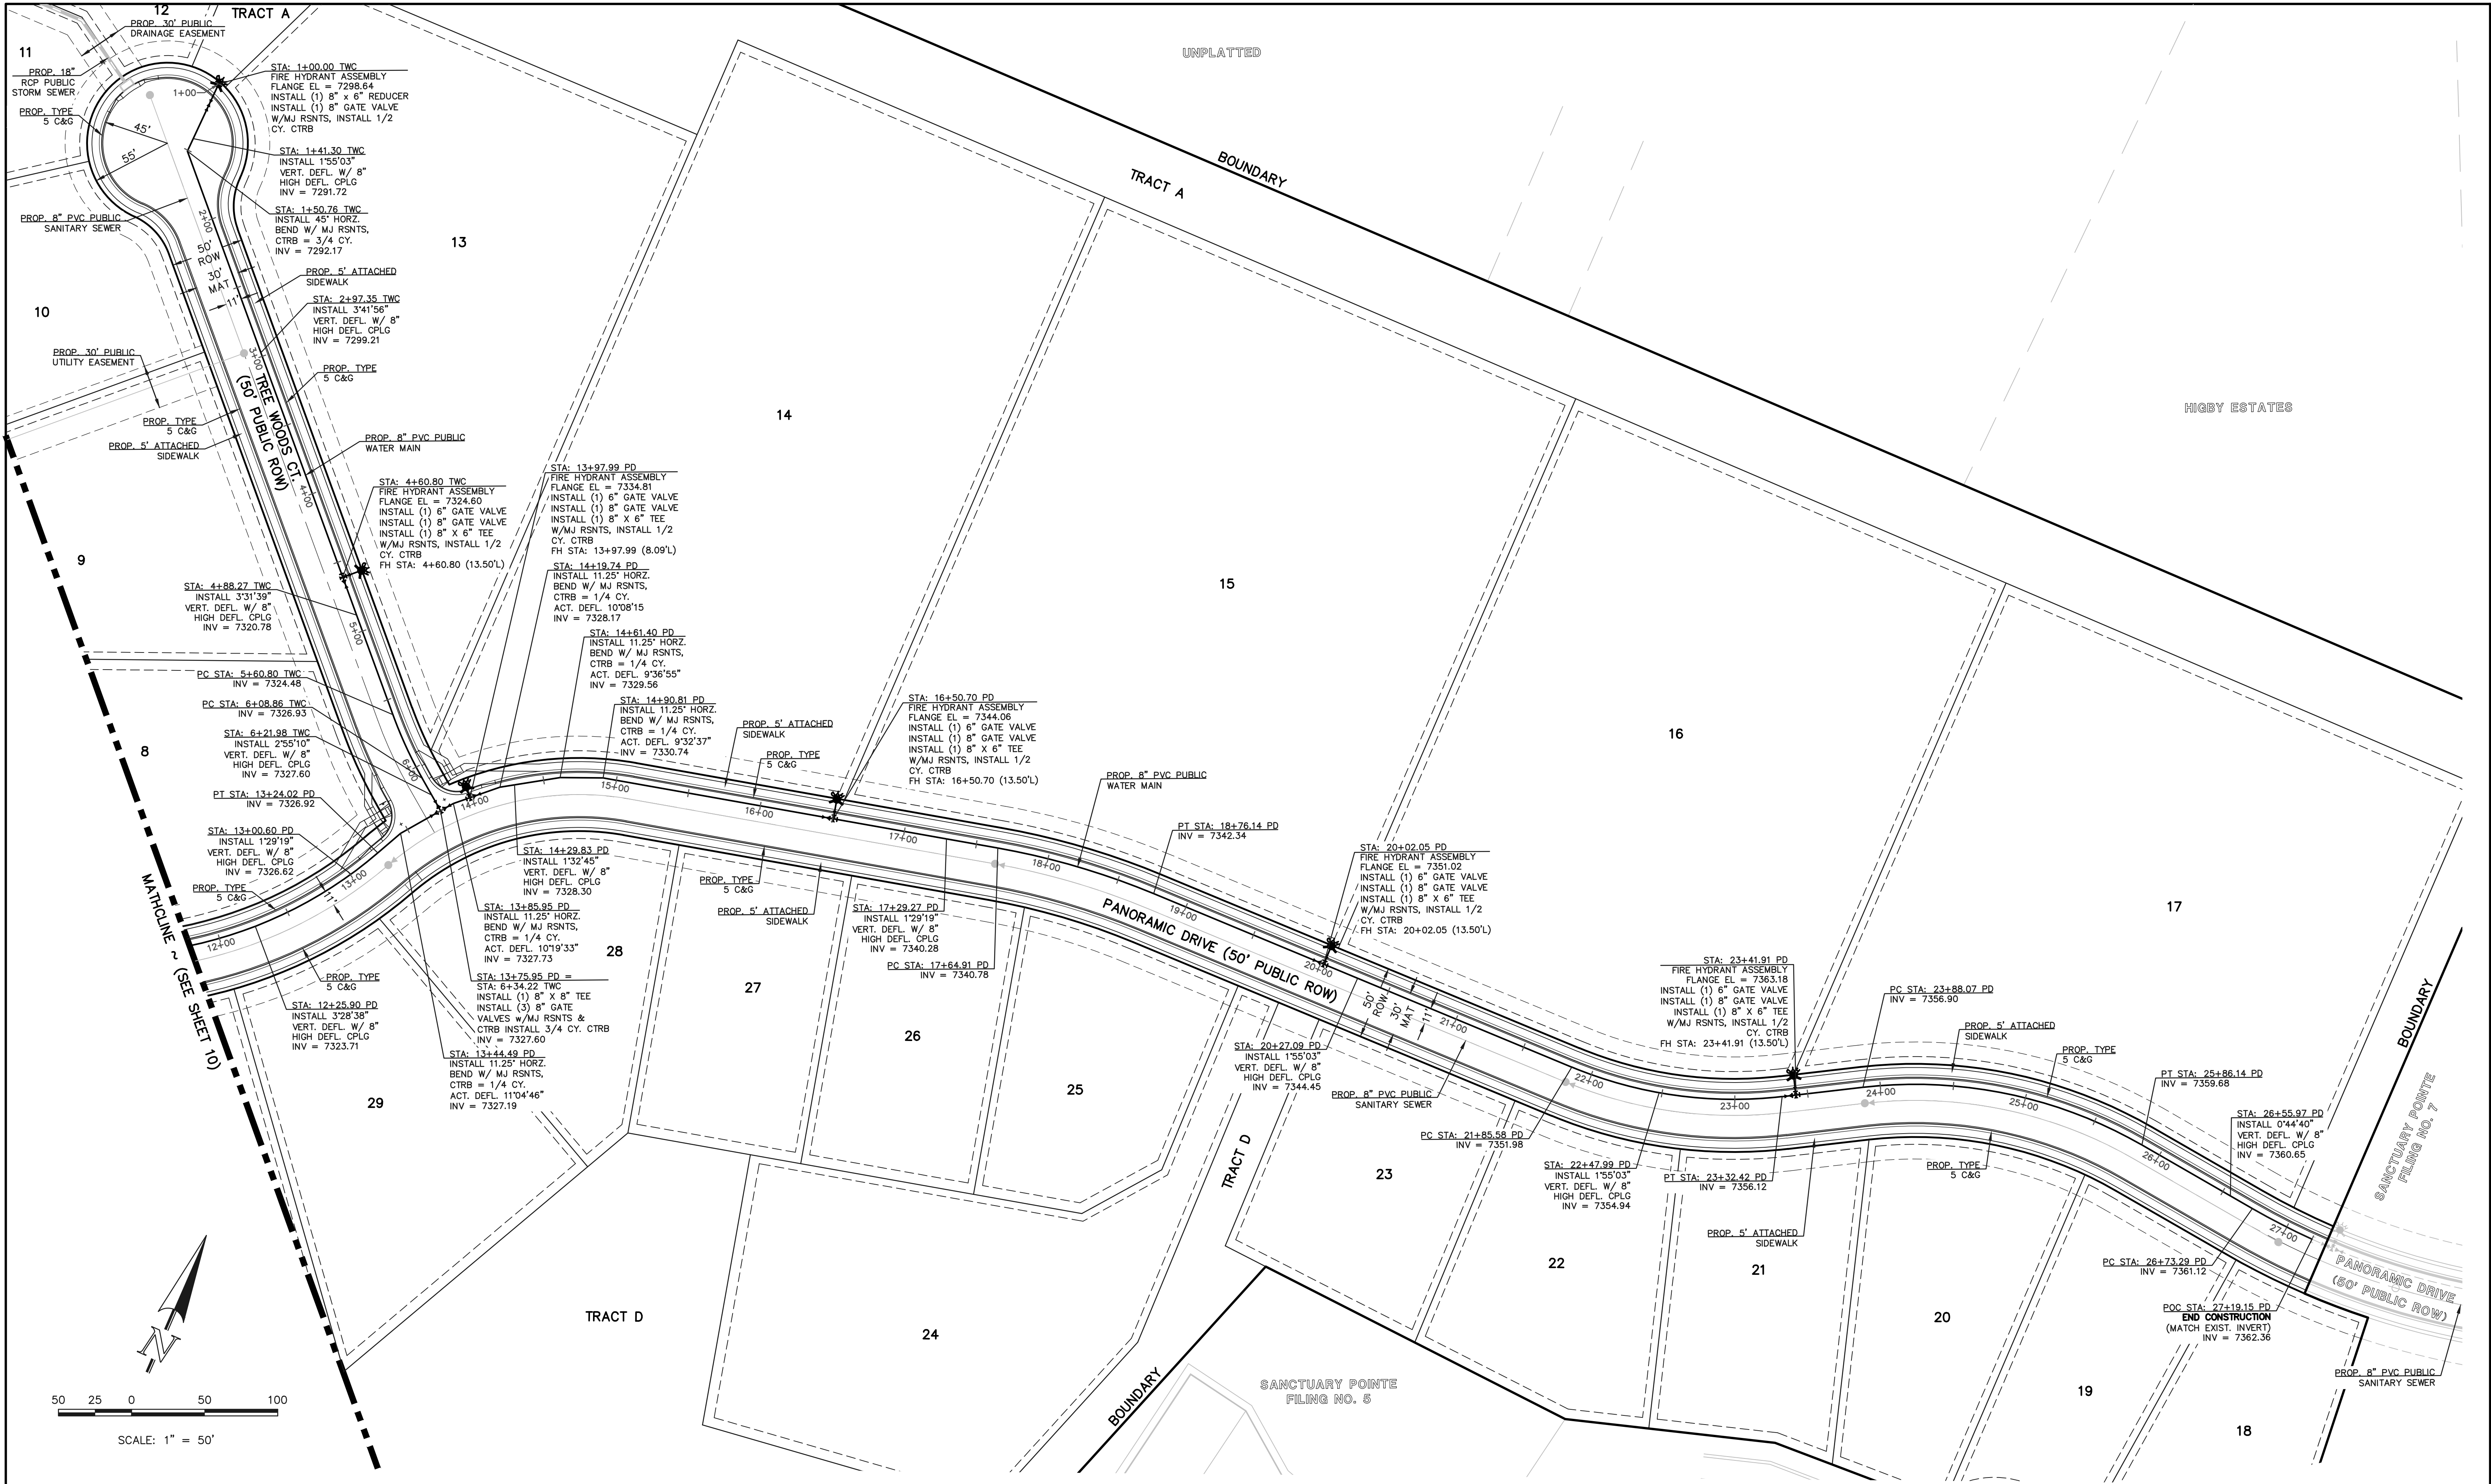 12
TRACT A
PROP. 30' PUBLIC
DRAINAGE EASEMENT
11
PROP. 18"
RCP PUBLIC
STORM SEWER
PROP. TYPE
5 C&G
45'
55'
1+00
STA: 1+00.00 TWC
FIRE HYDRANT ASSEMBLY
FLANGE EL = 7298.64
INSTALL (1) 8" x 6" REDUCER
INSTALL (1) 8" GATE VALVE
W/MJ RSNTS, INSTALL 1/2
CY. CTRB
STA: 1+41.30 TWC
INSTALL 1°55'03"
VERT. DEFL. W/ 8"
HIGH DEFL. CPLG
INV = 7291.72
STA: 1+50.76 TWC
INSTALL 45° HORZ.
BEND W/ MJ RSNTS,
CTRB = 3/4 CY.
INV = 7292.17
PROP. 8" PVC PUBLIC
SANITARY SEWER
2+00
50'
ROW
30'
MAT
11'
PROP. 5' ATTACHED
SIDEWALK
STA: 2+97.35 TWC
INSTALL 3°41'56"
VERT. DEFL. W/ 8"
HIGH DEFL. CPLG
INV = 7299.21
13
10
PROP. 30' PUBLIC
UTILITY EASEMENT
3+00
TREE WOODS CT.
(50' PUBLIC ROW)
PROP. TYPE
5 C&G
PROP. TYPE
5 C&G
PROP. 5' ATTACHED
SIDEWALK
PROP. 8" PVC PUBLIC
WATER MAIN
4+00
STA: 4+60.80 TWC
FIRE HYDRANT ASSEMBLY
FLANGE EL = 7324.60
INSTALL (1) 6" GATE VALVE
INSTALL (1) 8" GATE VALVE
INSTALL (1) 8" X 6" TEE
W/MJ RSNTS, INSTALL 1/2
CY. CTRB
FH STA: 4+60.80 (13.50'L)
STA: 13+97.99 PD
FIRE HYDRANT ASSEMBLY
FLANGE EL = 7334.81
INSTALL (1) 6" GATE VALVE
INSTALL (1) 8" GATE VALVE
INSTALL (1) 8" X 6" TEE
W/MJ RSNTS, INSTALL 1/2
CY. CTRB
FH STA: 13+97.99 (8.09'L)
STA: 14+19.74 PD
INSTALL 11.25° HORZ.
BEND W/ MJ RSNTS,
CTRB = 1/4 CY.
ACT. DEFL. 10°08'15
INV = 7328.17
STA: 14+61.40 PD
INSTALL 11.25° HORZ.
BEND W/ MJ RSNTS,
CTRB = 1/4 CY.
ACT. DEFL. 9°36'55"
INV = 7329.56
STA: 14+90.81 PD
INSTALL 11.25° HORZ.
BEND W/ MJ RSNTS,
CTRB = 1/4 CY.
ACT. DEFL. 9°32'37"
INV = 7330.74
9
STA: 4+88.27 TWC
INSTALL 3°31'39"
VERT. DEFL. W/ 8"
HIGH DEFL. CPLG
INV = 7320.78
5+00
PC STA: 5+60.80 TWC
INV = 7324.48
PC STA: 6+08.86 TWC
INV = 7326.93
8
STA: 6+21.98 TWC
INSTALL 2°55'10"
VERT. DEFL. W/ 8"
HIGH DEFL. CPLG
INV = 7327.60
6+00
PT STA: 13+24.02 PD
INV = 7326.92
STA: 13+00.60 PD
INSTALL 1°29'19"
VERT. DEFL. W/ 8"
HIGH DEFL. CPLG
INV = 7326.62
PROP. TYPE
5 C&G
MATHCLINE ~ (SEE SHEET 10)
12+00
13+00
11'
14+00
15+00
16+00
17+00
18+00
19+00
20+00
21+00
22+00
23+00
24+00
25+00
26+00
27+00
PROP. TYPE
5 C&G
STA: 12+25.90 PD
INSTALL 3°28'38"
VERT. DEFL. W/ 8"
HIGH DEFL. CPLG
INV = 7323.71
STA: 14+29.83 PD
INSTALL 1°32'45"
VERT. DEFL. W/ 8"
HIGH DEFL. CPLG
INV = 7328.30
STA: 13+85.95 PD
INSTALL 11.25° HORZ.
BEND W/ MJ RSNTS,
CTRB = 1/4 CY.
ACT. DEFL. 10°19'33"
INV = 7327.73
STA: 13+75.95 PD =
STA: 6+34.22 TWC
INSTALL (1) 8" X 8" TEE
INSTALL (3) 8" GATE
VALVES w/MJ RSNTS &
CTRB INSTALL 3/4 CY. CTRB
INV = 7327.60
STA: 13+44.49 PD
INSTALL 11.25° HORZ.
BEND W/ MJ RSNTS,
CTRB = 1/4 CY.
ACT. DEFL. 11°04'46"
INV = 7327.19
29
28
27
26
25
24
TRACT D
TRACT D
23
22
21
20
19
18
14
15
16
17
UNPLATTED
BOUNDARY
TRACT A
HIGBY ESTATES
PROP. 5' ATTACHED
SIDEWALK
PROP. TYPE
5 C&G
STA: 16+50.70 PD
FIRE HYDRANT ASSEMBLY
FLANGE EL = 7344.06
INSTALL (1) 6" GATE VALVE
INSTALL (1) 8" GATE VALVE
INSTALL (1) 8" X 6" TEE
W/MJ RSNTS, INSTALL 1/2
CY. CTRB
FH STA: 16+50.70 (13.50'L)
PROP. 8" PVC PUBLIC
WATER MAIN
PT STA: 18+76.14 PD
INV = 7342.34
PROP. TYPE
5 C&G
PROP. 5' ATTACHED
SIDEWALK
STA: 17+29.27 PD
INSTALL 1°29'19"
VERT. DEFL. W/ 8"
HIGH DEFL. CPLG
INV = 7340.28
PC STA: 17+64.91 PD
INV = 7340.78
PANORAMIC DRIVE (50' PUBLIC ROW)
STA: 20+02.05 PD
FIRE HYDRANT ASSEMBLY
FLANGE EL = 7351.02
INSTALL (1) 6" GATE VALVE
INSTALL (1) 8" GATE VALVE
INSTALL (1) 8" X 6" TEE
W/MJ RSNTS, INSTALL 1/2
CY. CTRB
FH STA: 20+02.05 (13.50'L)
50'
ROW
30'
MAT
11'
STA: 20+27.09 PD
INSTALL 1°55'03"
VERT. DEFL. W/ 8"
HIGH DEFL. CPLG
INV = 7344.45
PROP. 8" PVC PUBLIC
SANITARY SEWER
PC STA: 21+85.58 PD
INV = 7351.98
STA: 22+47.99 PD
INSTALL 1°55'03"
VERT. DEFL. W/ 8"
HIGH DEFL. CPLG
INV = 7354.94
STA: 23+41.91 PD
FIRE HYDRANT ASSEMBLY
FLANGE EL = 7363.18
INSTALL (1) 6" GATE VALVE
INSTALL (1) 8" GATE VALVE
INSTALL (1) 8" X 6" TEE
W/MJ RSNTS, INSTALL 1/2
CY. CTRB
FH STA: 23+41.91 (13.50'L)
PT STA: 23+32.42 PD
INV = 7356.12
PROP. 5' ATTACHED
SIDEWALK
PC STA: 23+88.07 PD
INV = 7356.90
PROP. 5' ATTACHED
SIDEWALK
PROP. TYPE
5 C&G
PROP. TYPE
5 C&G
PT STA: 25+86.14 PD
INV = 7359.68
STA: 26+55.97 PD
INSTALL 0°44'40"
VERT. DEFL. W/ 8"
HIGH DEFL. CPLG
INV = 7360.65
BOUNDARY
SANCTUARY POINTE
FILING NO. 7
PC STA: 26+73.29 PD
INV = 7361.12
POC STA: 27+19.15 PD
END CONSTRUCTION
(MATCH EXIST. INVERT)
INV = 7362.36
PANORAMIC DRIVE
(50' PUBLIC ROW)
PROP. 8" PVC PUBLIC
SANITARY SEWER
BOUNDARY
SANCTUARY POINTE
FILING NO. 5
N
50 25 0 50 100
SCALE: 1" = 50'